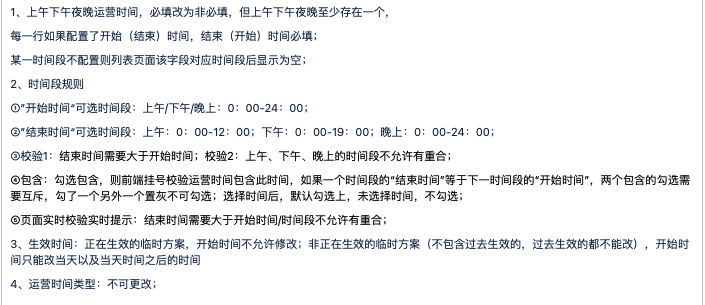 1、上午下午夜晚运营时间，必填改为非必填，但上午下午夜晚至少存在一个，
每一行如果配置了开始（结束）时间，结束（开始）时间必填；
某一时间段不配置则列表页面该字段对应时间段后显示为空；
2、时间段规则
①“开始时间”可选时间段：上午/下午/晚上：0：00-24：00；
②“结束时间”可选时间段：上午：0：00-12：00；下午：0：00-19：00；晚上：0：00-24：00；
③校验1：结束时间需要大于开始时间；校验2：上午、下午、晚上的时间段不允许有重合；
④包含：勾选包含，则前端挂号校验运营时间包含此时间，如果一个时间段的“结束时间”等于下一时间段的“开始时间”，两个包含的勾选需
要互斥，勾了一个另外一个置灰不可勾选；选择时间后，默认勾选上，未选择时间，不勾选；
⑤页面实时校验实时提示：结束时间需要大于开始时间/时间段不允许有重合；
3、生效时间：正在生效的临时方案，开始时间不允许修改；非正在生效的临时方案（不包含过去生效的，过去生效的都不能改），开始时
间只能改当天以及当天时间之后的时间
4、运营时间类型：不可更改；